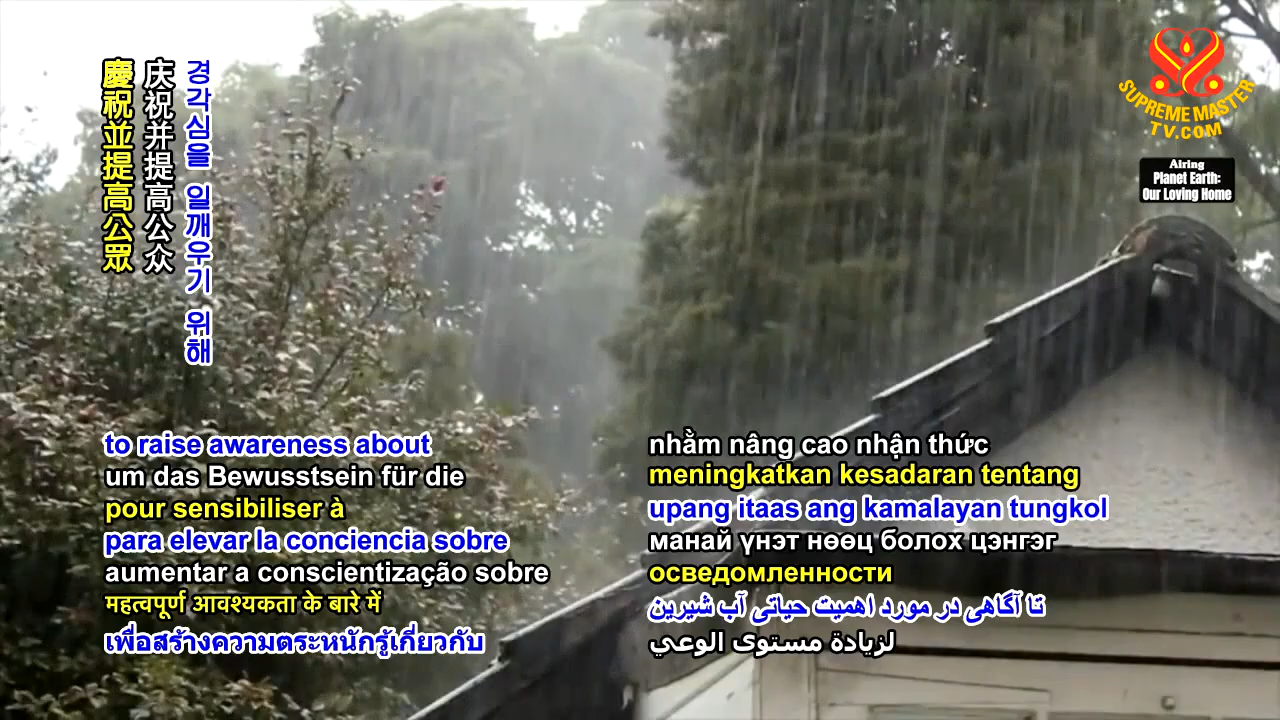 慶祝並提高公眾
庆祝并提高公众
경각심을 일깨우기 위해
SUPREME MASTER
TV.COM
Airing
Planet Earth:
Our Loving Home
to raise awareness about
um das Bewusstsein für die
pour sensibiliser à
para elevar la conciencia sobre
aumentar a conscientização sobre
महत्वपूर्ण आवश्यकता के बारे में
เพื่อสร้างความตระหนักรู้เกี่ยวกับ
nhằm nâng cao nhận thức
meningkatkan kesadaran tentang
upang itaas ang kamalayan tungkol
манай үнэт нөөц болох цэнгэг
осведомленности
تا آگاهی در مورد اهمیت حیاتی آب شیرین
لزيادة مستوى الوعي